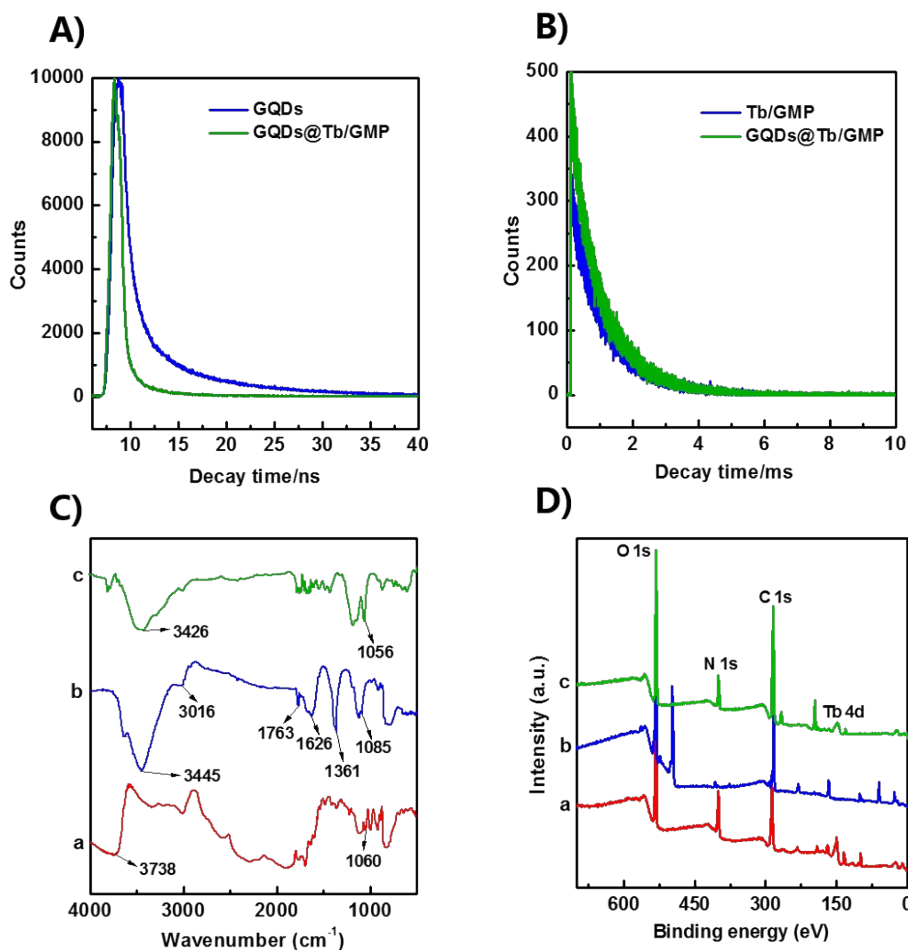 A)
10000
8000
6000
4000
2000
0
Counts
GQDs
GQDs@Tb/GMP
10 15 20 25 30 35 40
Decay time/ns
B)
500
400
300
200
100
0
Counts
Tb/GMP
GQDs@Tb/GMP
0 2 4 6 8 10
Decay time/ms
C)
c
3426
1056
b
3016
1763
1626
1361
1085
3445
a
3738
1060
4000 3000 2000 1000
Wavenumber (cm⁻¹)
D)
Intensity (a.u.)
O 1s
C 1s
N 1s
Tb 4d
c
b
a
600 450 300 150 0
Binding energy (eV)